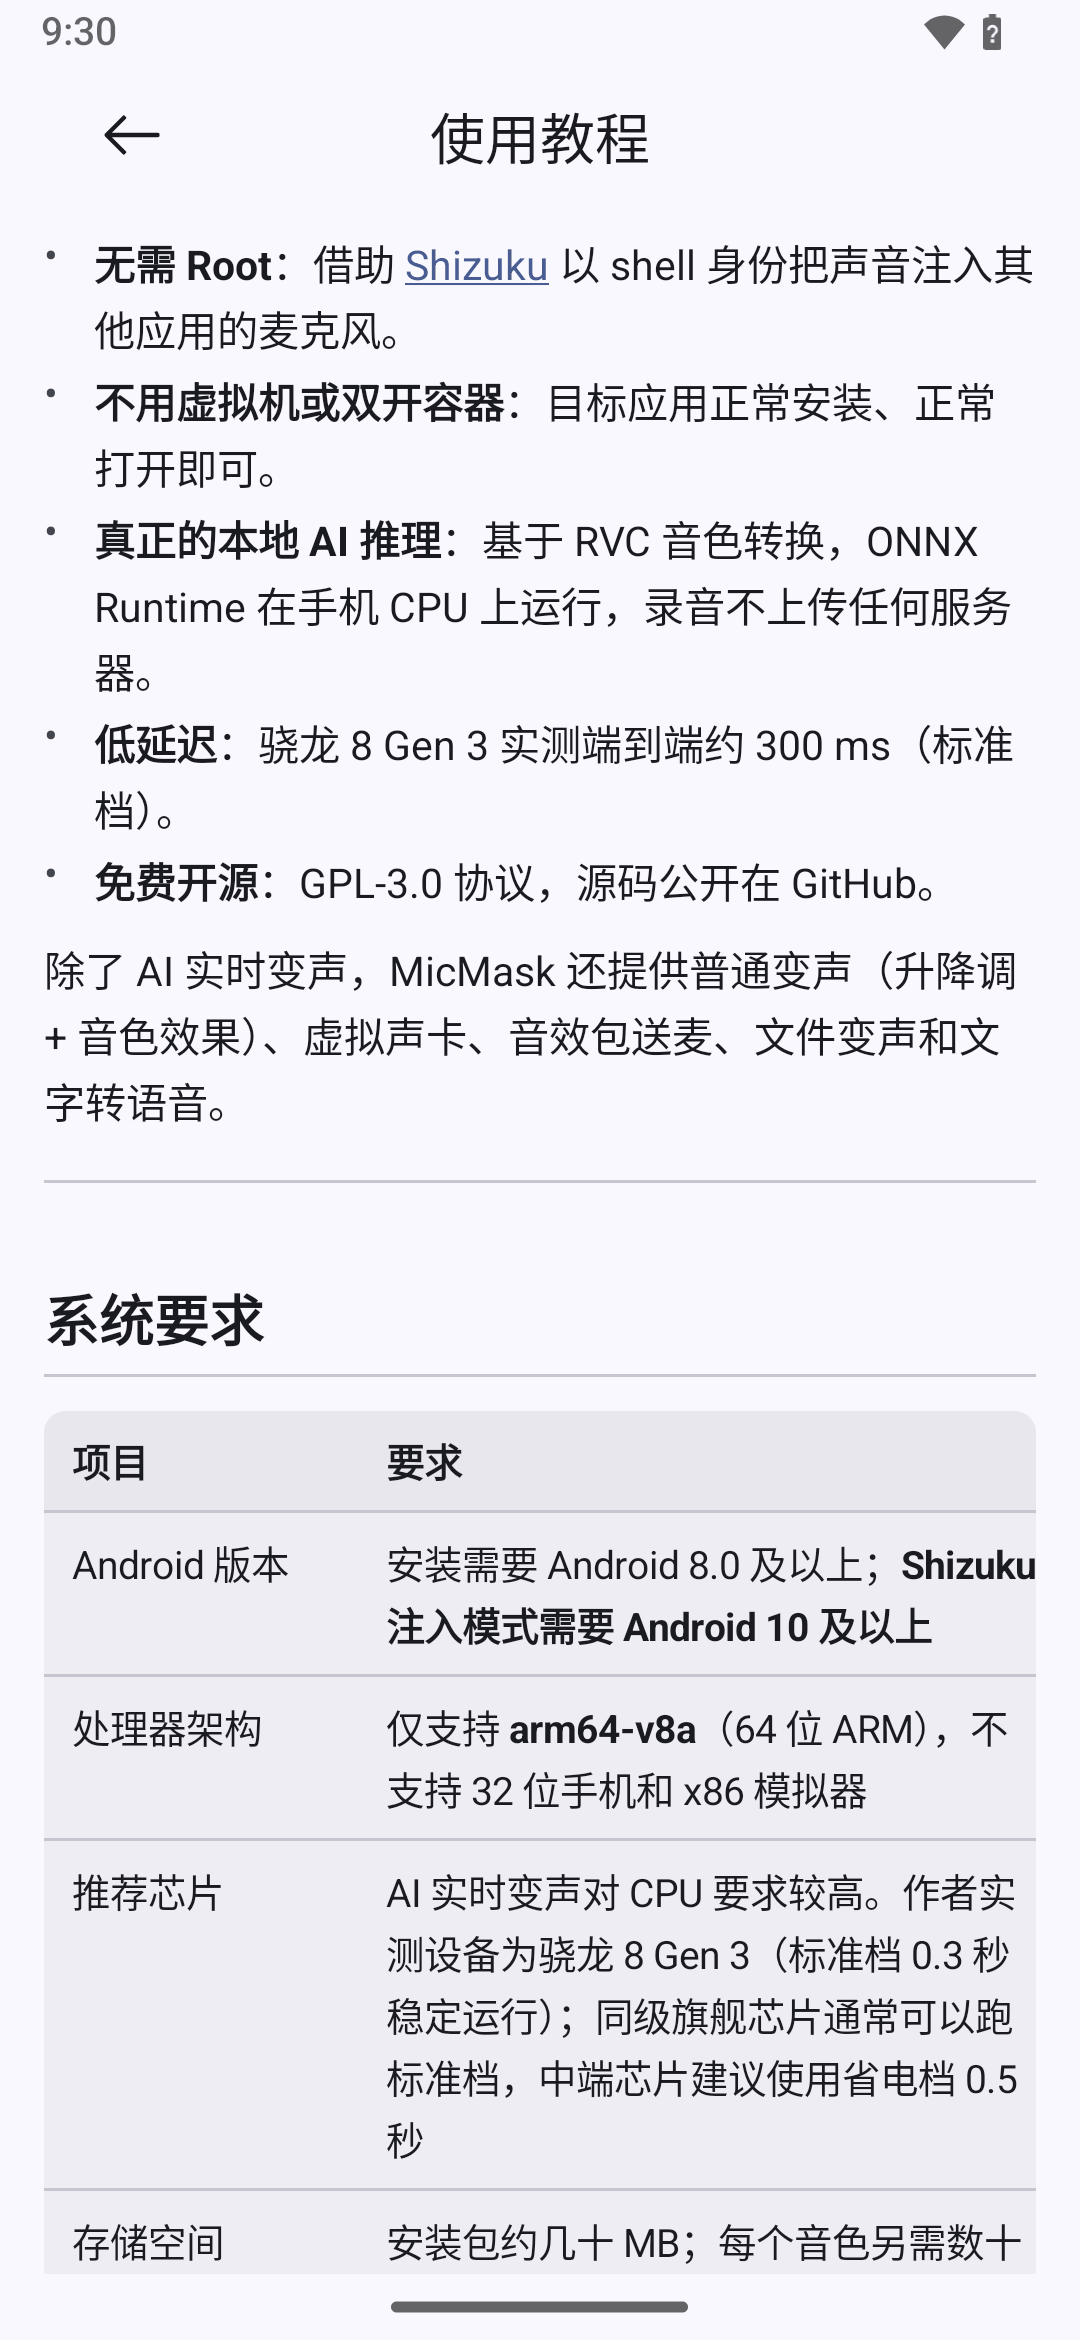 9:30
使用教程
• 无需 Root：借助 Shizuku 以 shell 身份把声音注入其
他应用的麦克风。
• 不用虚拟机或双开容器：目标应用正常安装、正常
打开即可。
• 真正的本地 AI 推理：基于 RVC 音色转换，ONNX
Runtime 在手机 CPU 上运行，录音不上传任何服务
器。
• 低延迟：骁龙 8 Gen 3 实测端到端约 300 ms（标准
档）。
• 免费开源：GPL-3.0 协议，源码公开在 GitHub。
除了 AI 实时变声，MicMask 还提供普通变声（升降调
+ 音色效果）、虚拟声卡、音效包送麦、文件变声和文
字转语音。
系统要求
项目 要求
Android 版本 安装需要 Android 8.0 及以上；Shizuku
注入模式需要 Android 10 及以上
处理器架构 仅支持 arm64-v8a（64 位 ARM），不
支持 32 位手机和 x86 模拟器
推荐芯片 AI 实时变声对 CPU 要求较高。作者实
测设备为骁龙 8 Gen 3（标准档 0.3 秒
稳定运行）；同级旗舰芯片通常可以跑
标准档，中端芯片建议使用省电档 0.5
秒
存储空间 安装包约几十 MB；每个音色另需数十